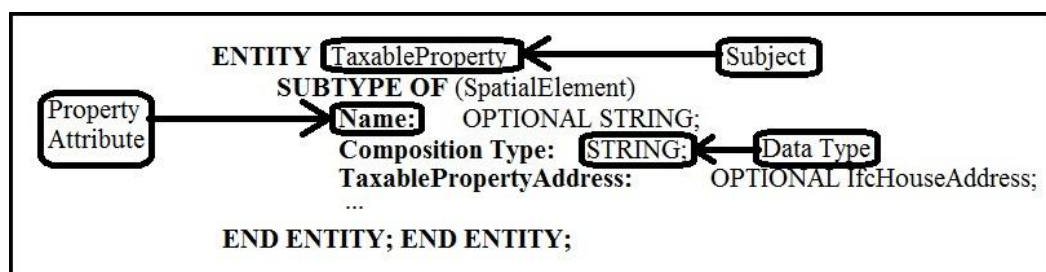 ENTITY TaxableProperty Subject
SUBTYPE OF (SpatialElement)
Property
Attribute
Name: OPTIONAL STRING;
Composition Type: STRING; Data Type
TaxablePropertyAddress: OPTIONAL IfcHouseAddress;
...
END ENTITY; END ENTITY;